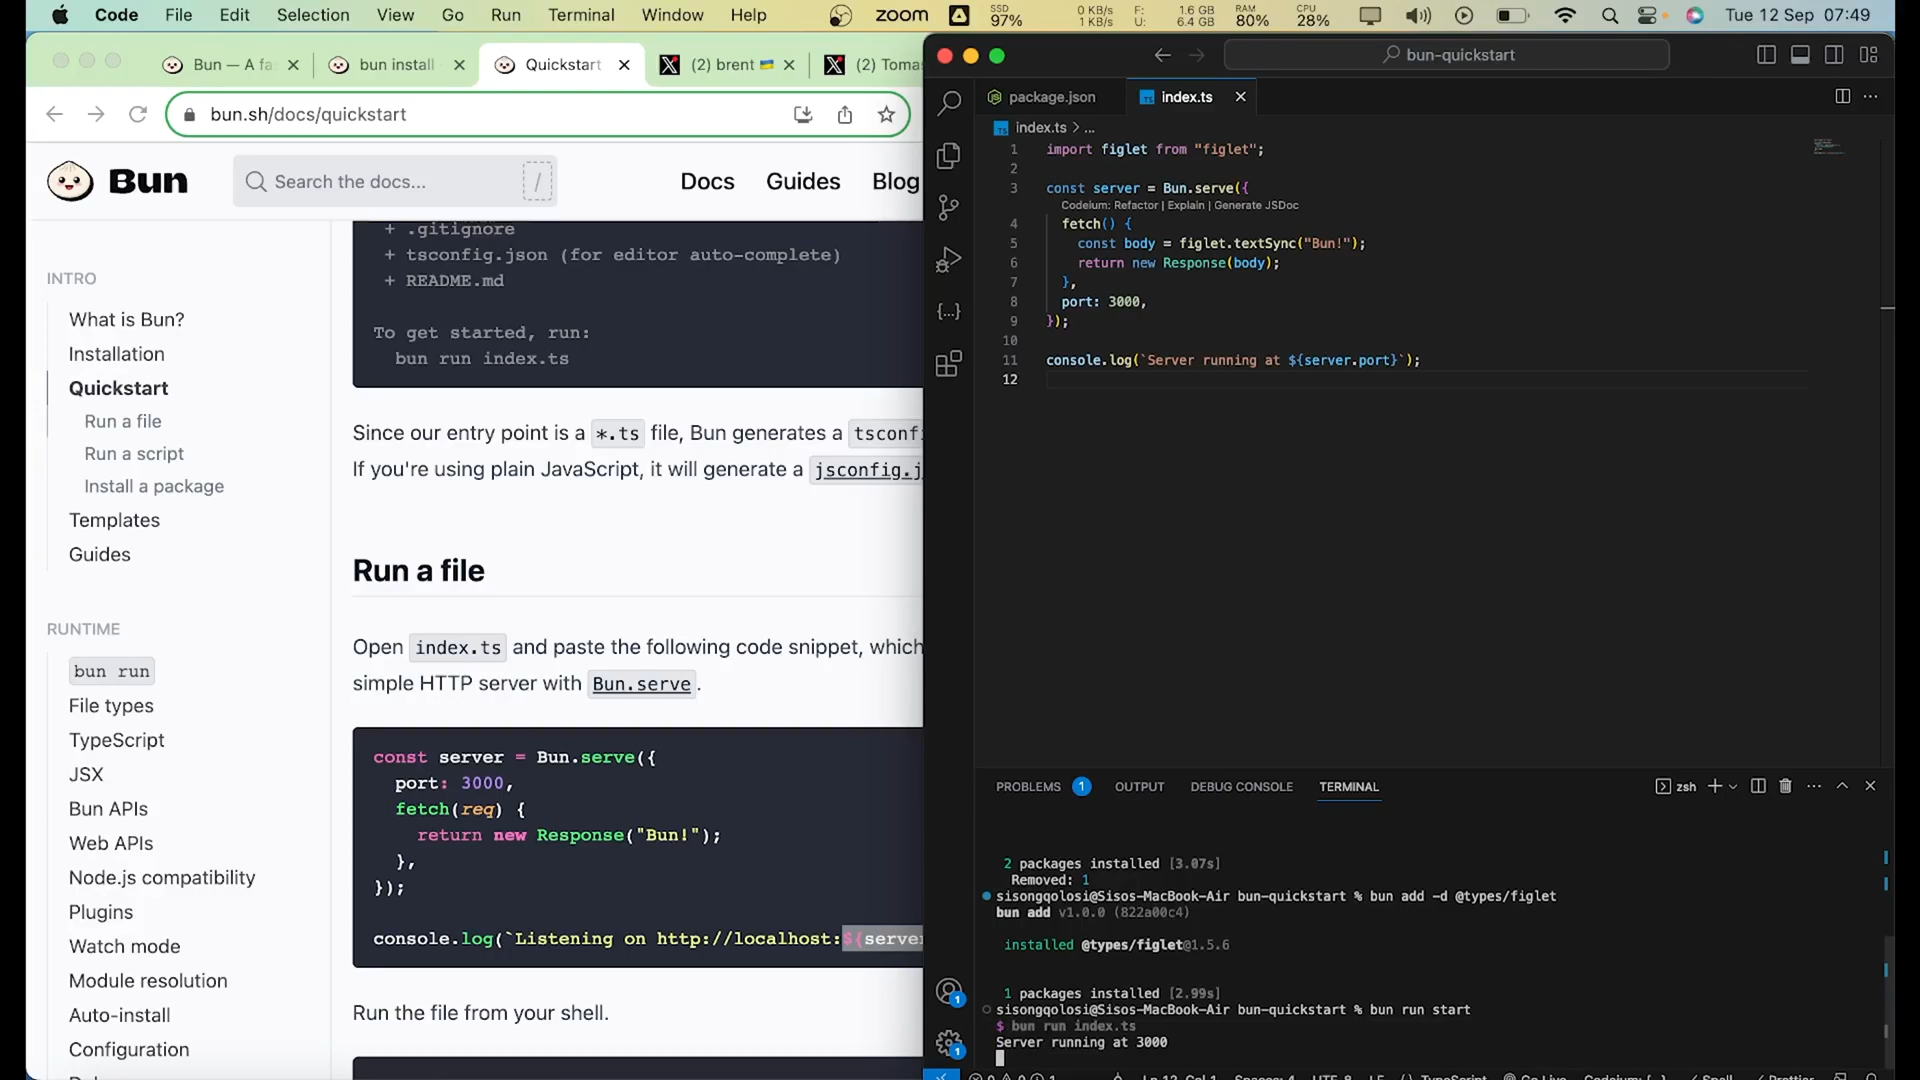 Code File Edit Selection View Go Run Terminal Window Help zoom SSD 97% 0 KB/s 1 KB/s F: 1.6 GB U: 6.4 GB RAM 80% CPU 28% Tue 12 Sep 07:49
Bun — A fa
bun install
Quickstart
(2) brent
(2) Tomas
bun.sh/docs/quickstart
Bun
Search the docs... /
Docs Guides Blog
INTRO
What is Bun?
Installation
Quickstart
Run a file
Run a script
Install a package
Templates
Guides
RUNTIME
bun run
File types
TypeScript
JSX
Bun APIs
Web APIs
Node.js compatibility
Plugins
Watch mode
Module resolution
Auto-install
Configuration
+ .gitignore
+ tsconfig.json (for editor auto-complete)
+ README.md
To get started, run:
bun run index.ts
Since our entry point is a *.ts file, Bun generates a tsconf
If you're using plain JavaScript, it will generate a jsconfig.j
Run a file
Open index.ts and paste the following code snippet, which
simple HTTP server with Bun.serve.
const server = Bun.serve({
port: 3000,
fetch(req) {
return new Response("Bun!");
},
});
console.log(`Listening on http://localhost:${server
Run the file from your shell.
bun-quickstart
package.json
index.ts
index.ts > ...
1 import figlet from "figlet";
2
3 const server = Bun.serve({
Codeium: Refactor | Explain | Generate JSDoc
4 fetch() {
5 const body = figlet.textSync("Bun!");
6 return new Response(body);
7 },
8 port: 3000,
9 });
10
11 console.log(`Server running at ${server.port}`);
12
PROBLEMS 1 OUTPUT DEBUG CONSOLE TERMINAL zsh
2 packages installed [3.07s]
Removed: 1
sisongqolosi@Sisos-MacBook-Air bun-quickstart % bun add -d @types/figlet
bun add v1.0.0 (822a00c4)
installed @types/figlet@1.5.6
1 packages installed [2.99s]
sisongqolosi@Sisos-MacBook-Air bun-quickstart % bun run start
$ bun run index.ts
Server running at 3000
1
1